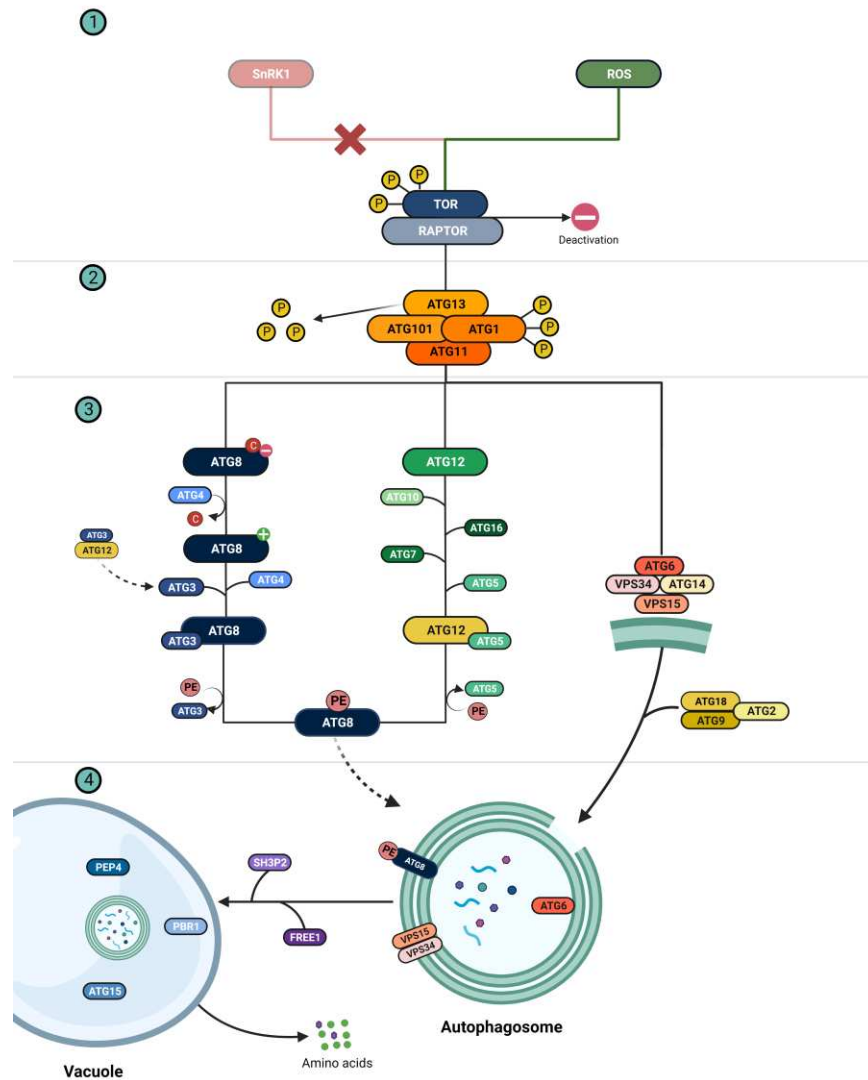 1
SnRK1
ROS
P
P
P
TOR
RAPTOR
Deactivation
2
P
P
P
ATG13
ATG101
ATG1
ATG11
P
P
P
3
ATG8
C
ATG12
ATG4
C
ATG10
ATG16
ATG3
ATG12
ATG8
ATG7
ATG6
VPS34
ATG14
VPS15
ATG3
ATG4
ATG5
ATG8
ATG3
ATG12
ATG5
PE
ATG3
PE
ATG8
ATG5
PE
ATG18
ATG9
ATG2
4
PEP4
SH3P2
PE
ATG8
ATG6
PBR1
FREE1
VPS15
VPS34
ATG15
Autophagosome
Amino acids
Vacuole